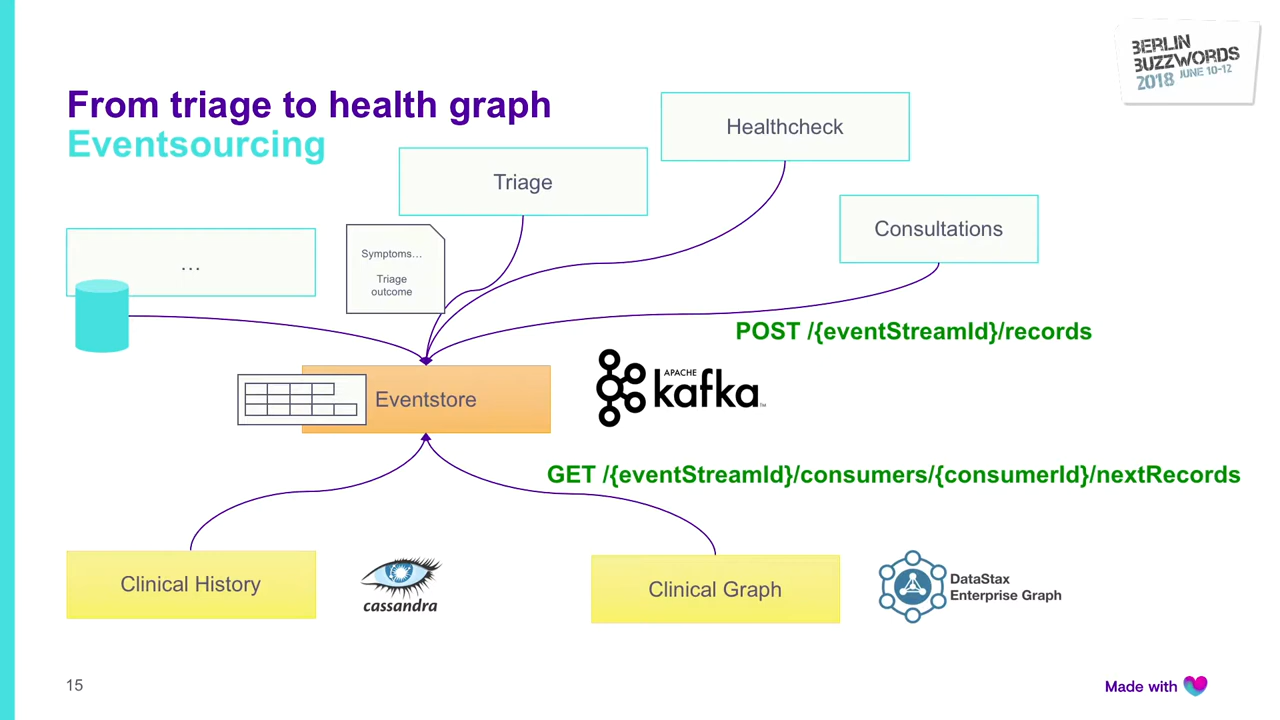 BERLIN
BUZZWORDS
2018 JUNE 10-12
From triage to health graph
Eventsourcing
Healthcheck
Triage
Consultations
…
Symptoms…
Triage
outcome
POST /{eventStreamId}/records
Eventstore
APACHE
kafka
TM
GET /{eventStreamId}/consumers/{consumerId}/nextRecords
Clinical History
cassandra
Clinical Graph
DataStax
Enterprise Graph
15
Made with